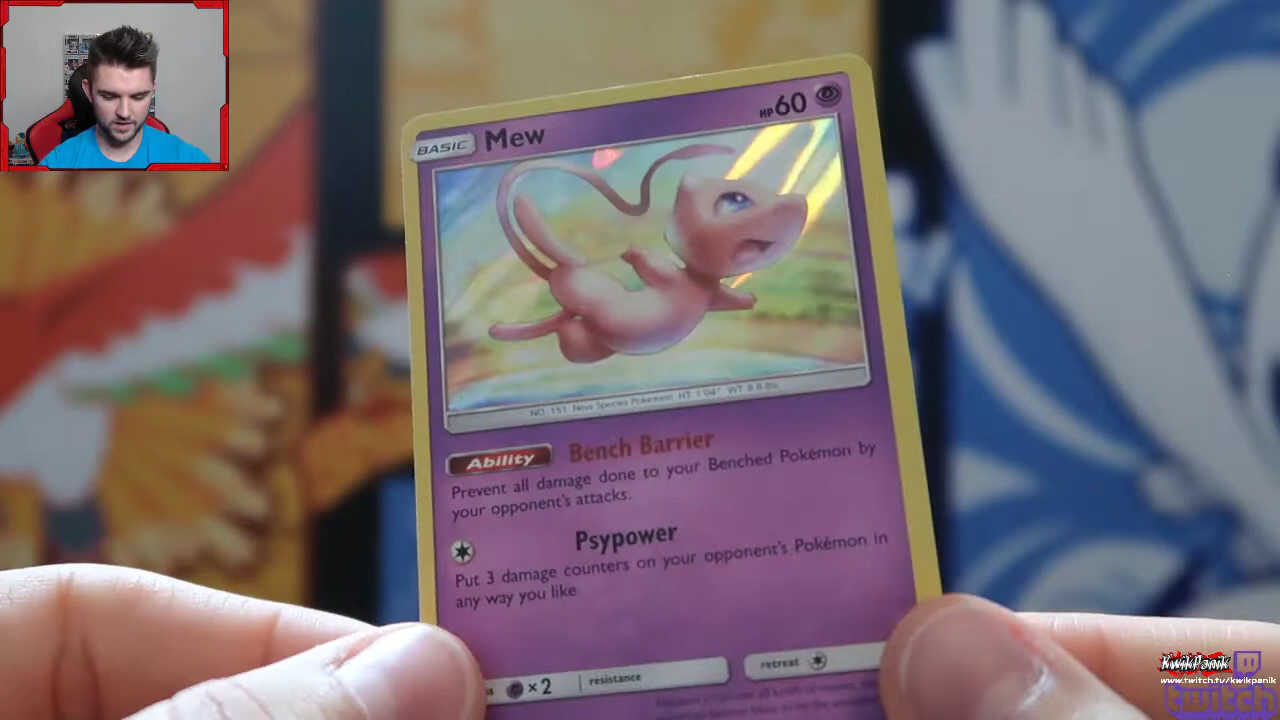 BASIC Mew HP 60
NO. 151 New Species Pokémon HT 1'04" WT 8.8 lbs
Ability Bench Barrier
Prevent all damage done to your Benched Pokémon by
your opponent's attacks.
Psypower
Put 3 damage counters on your opponent's Pokémon in
any way you like
×2 resistance retreat
KwikPanik
www.twitch.tv/kwikpanik
twitch